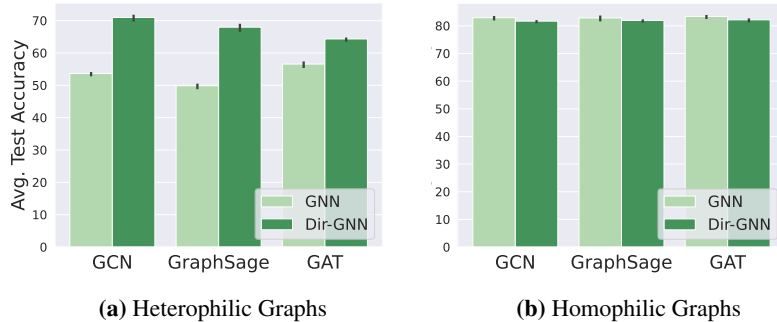 Avg. Test Accuracy
70
60
50
40
30
20
10
0
GNN
Dir-GNN
GCN
GraphSage
GAT
(a) Heterophilic Graphs
80
70
60
50
40
30
20
10
0
GNN
Dir-GNN
GCN
GraphSage
GAT
(b) Homophilic Graphs